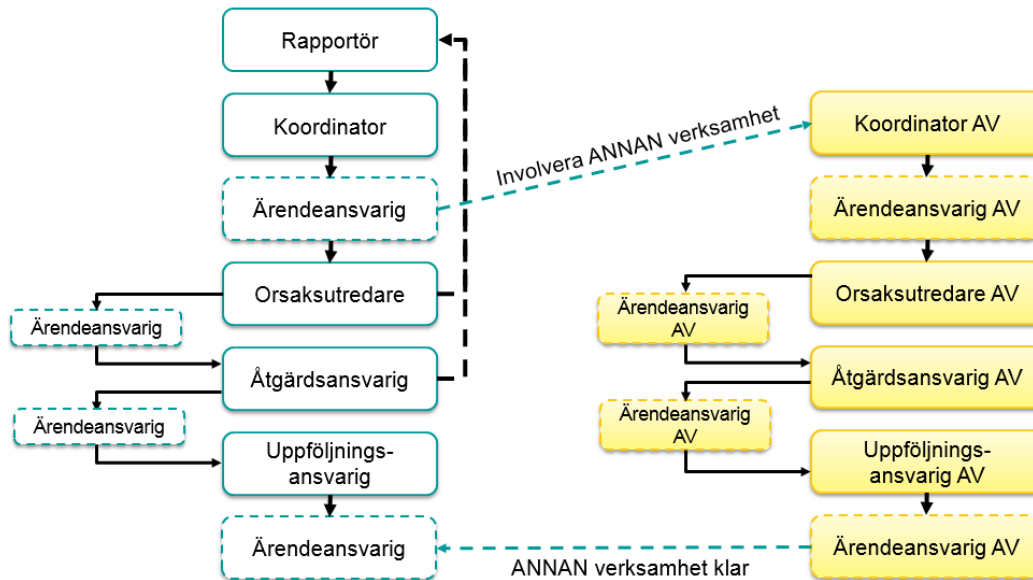 Rapportör
Koordinator
Ärendeansvarig
Orsaksutredare
Ärendeansvarig
Åtgärdsansvarig
Ärendeansvarig
Uppföljnings-
ansvarig
Ärendeansvarig
Involvera ANNAN verksamhet
Koordinator AV
Ärendeansvarig AV
Orsaksutredare AV
Ärendeansvarig
AV
Åtgärdsansvarig AV
Ärendeansvarig
AV
Uppföljnings-
ansvarig AV
Ärendeansvarig AV
ANNAN verksamhet klar